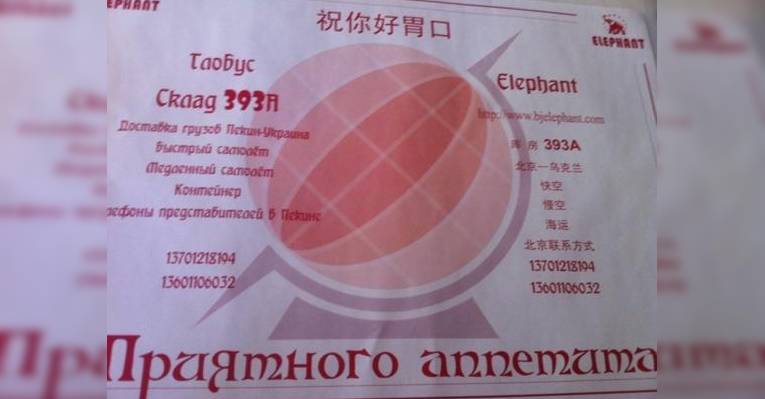 ELEPHANT
祝你好胃口
ELEPHANT
Глобус
Склад 393А
Доставка грузов Пекин-Украина
Быстрый самолёт
Медленный самолёт
Контейнер
лефоны представителей в Пекине
13701218194
13601106032
Elephant
http://www.bjelephant.com
库 房 393A
北京一乌克兰
快空
慢空
海运
北京联系方式
13701218194
13601106032
Приятного аппетита